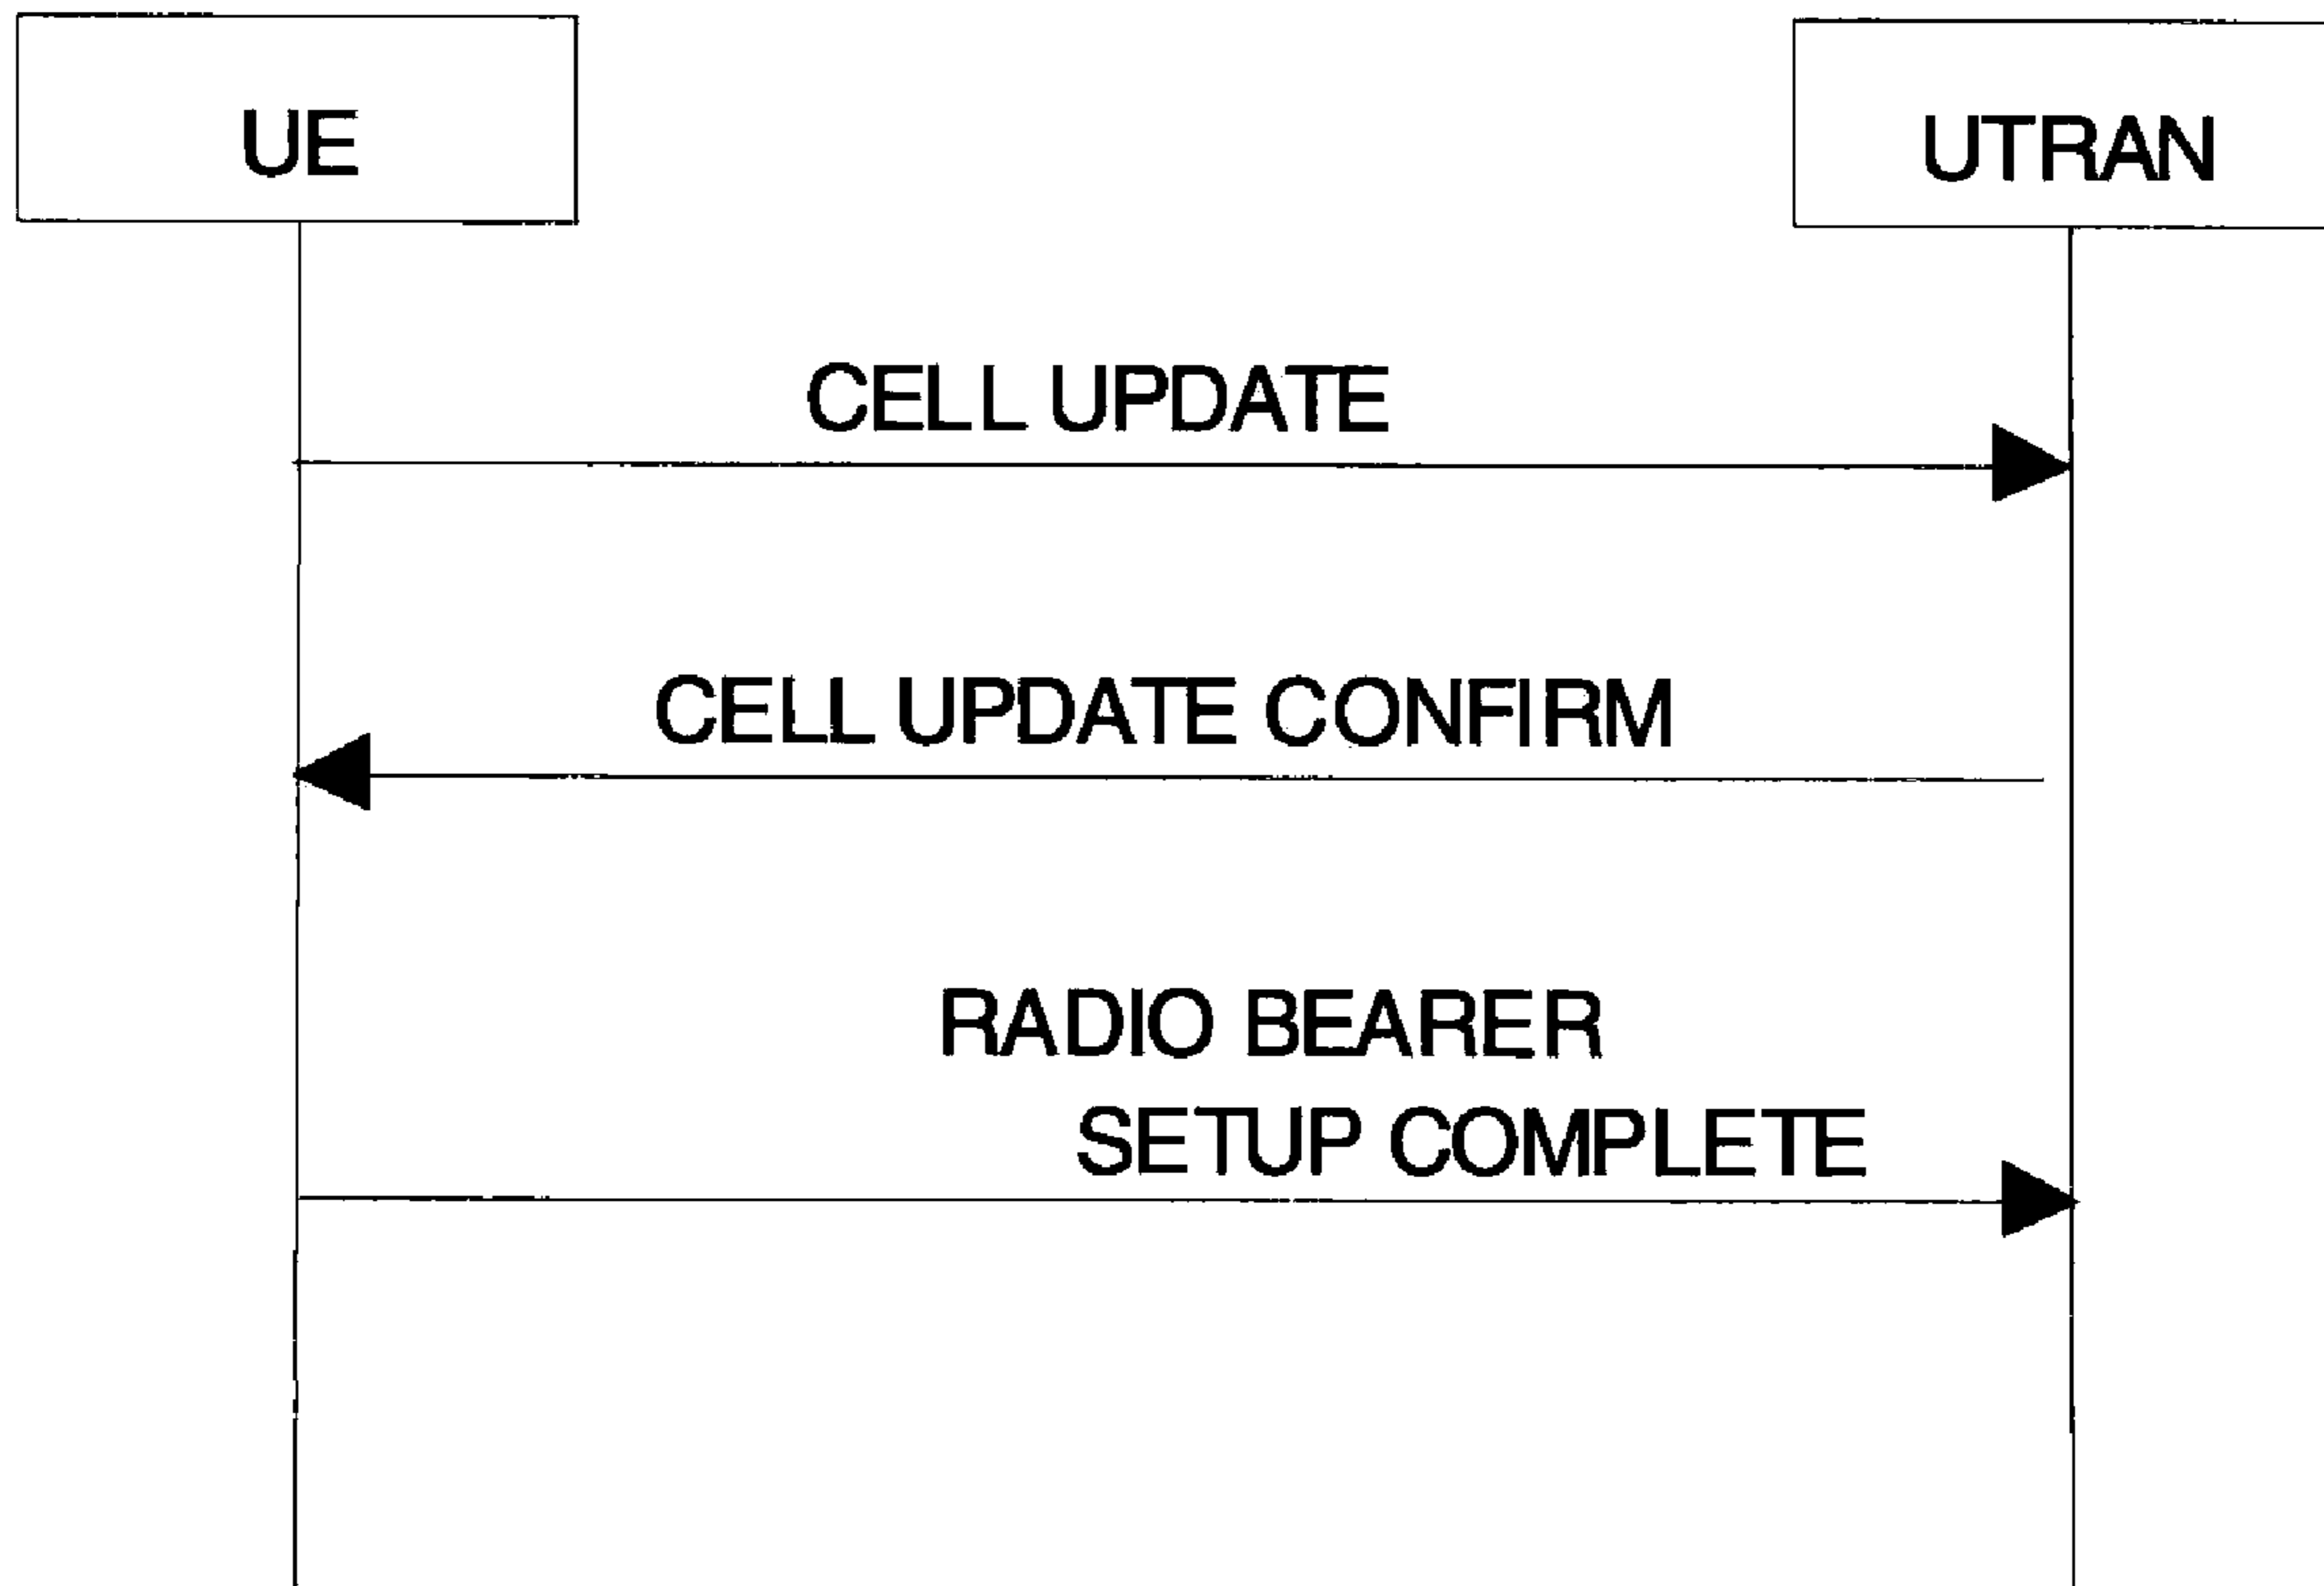 UE
UTRAN
CELL UPDATE
CELL UPDATE CONFIRM
RADIO BEARER
SETUP COMPLETE